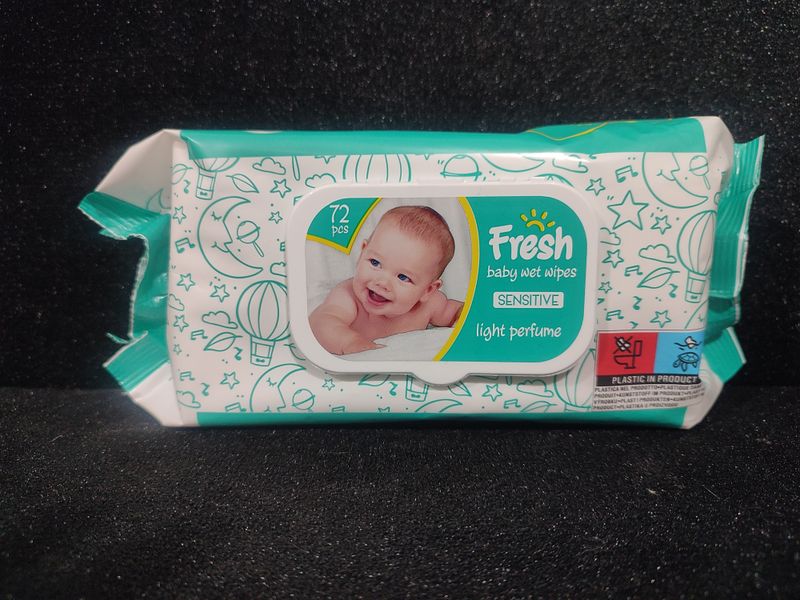 72
pcs
Fresh
baby wet wipes
SENSITIVE
light perfume
PLASTIC IN PRODUCT